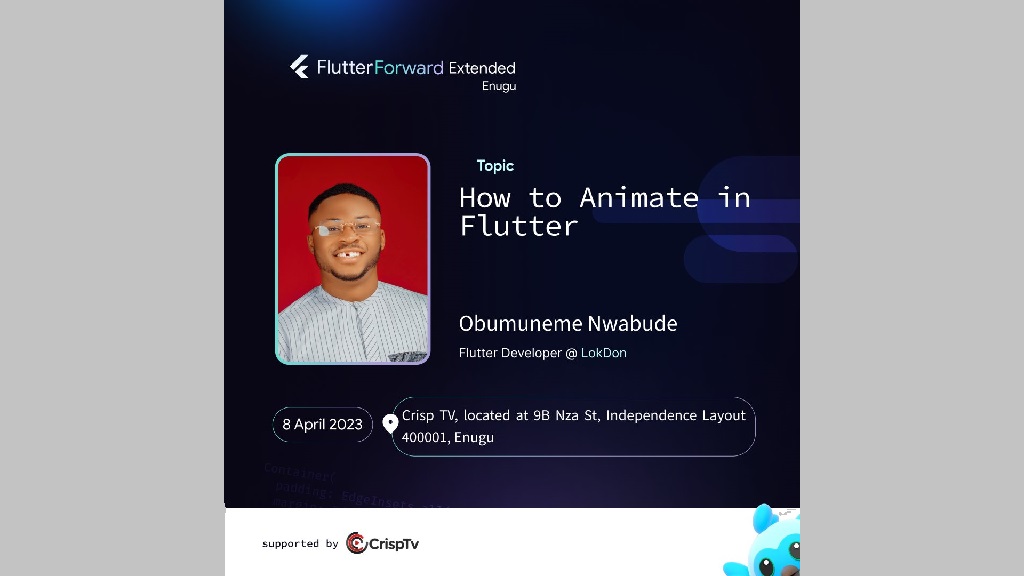 FlutterForward Extended
Enugu
Topic
How to Animate in
Flutter
Obumuneme Nwabude
Flutter Developer @ LokDon
8 April 2023
Crisp TV, located at 9B Nza St, Independence Layout
400001, Enugu
Container(
padding: EdgeInsets
supported by CrispTv